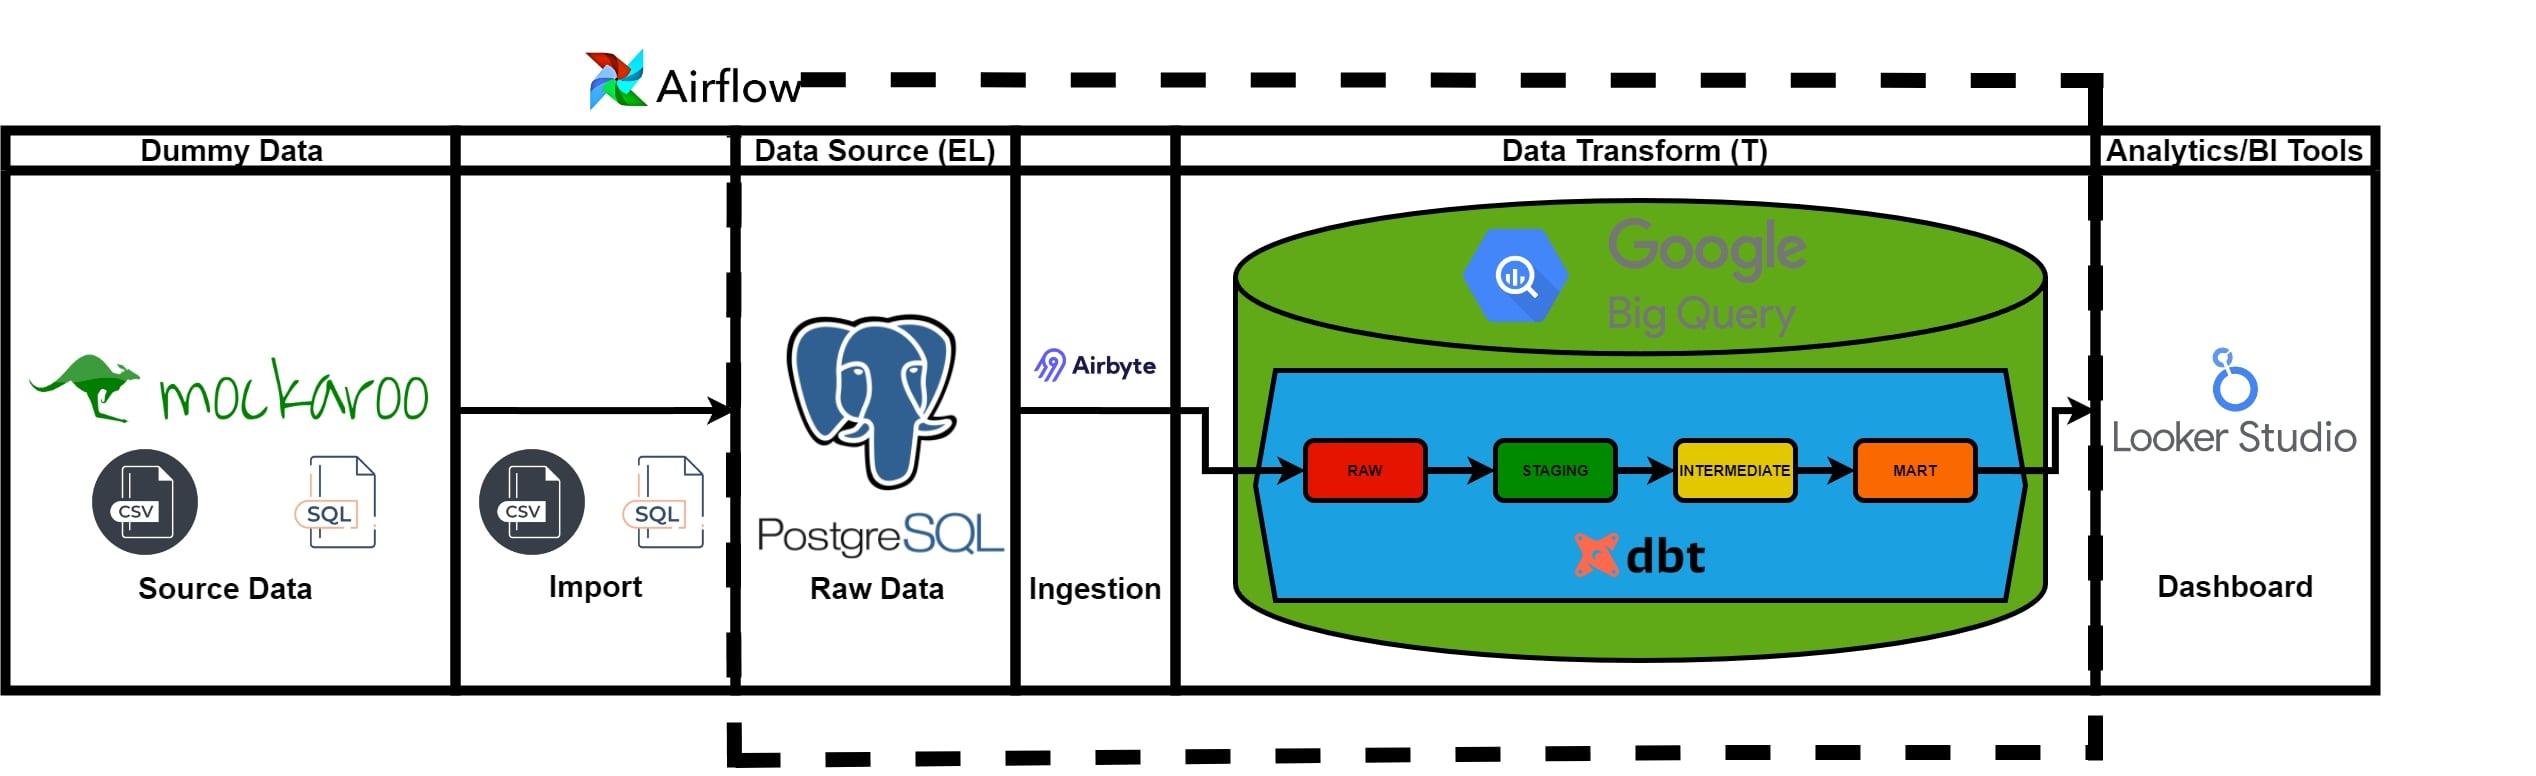 Airflow
Dummy Data
Data Source (EL)
Data Transform (T)
Analytics/BI Tools
mockaroo
CSV
SQL
Source Data
CSV
SQL
Import
PostgreSQL
Raw Data
Airbyte
Ingestion
Google
Big Query
RAW
STAGING
INTERMEDIATE
MART
dbt
Looker Studio
Dashboard